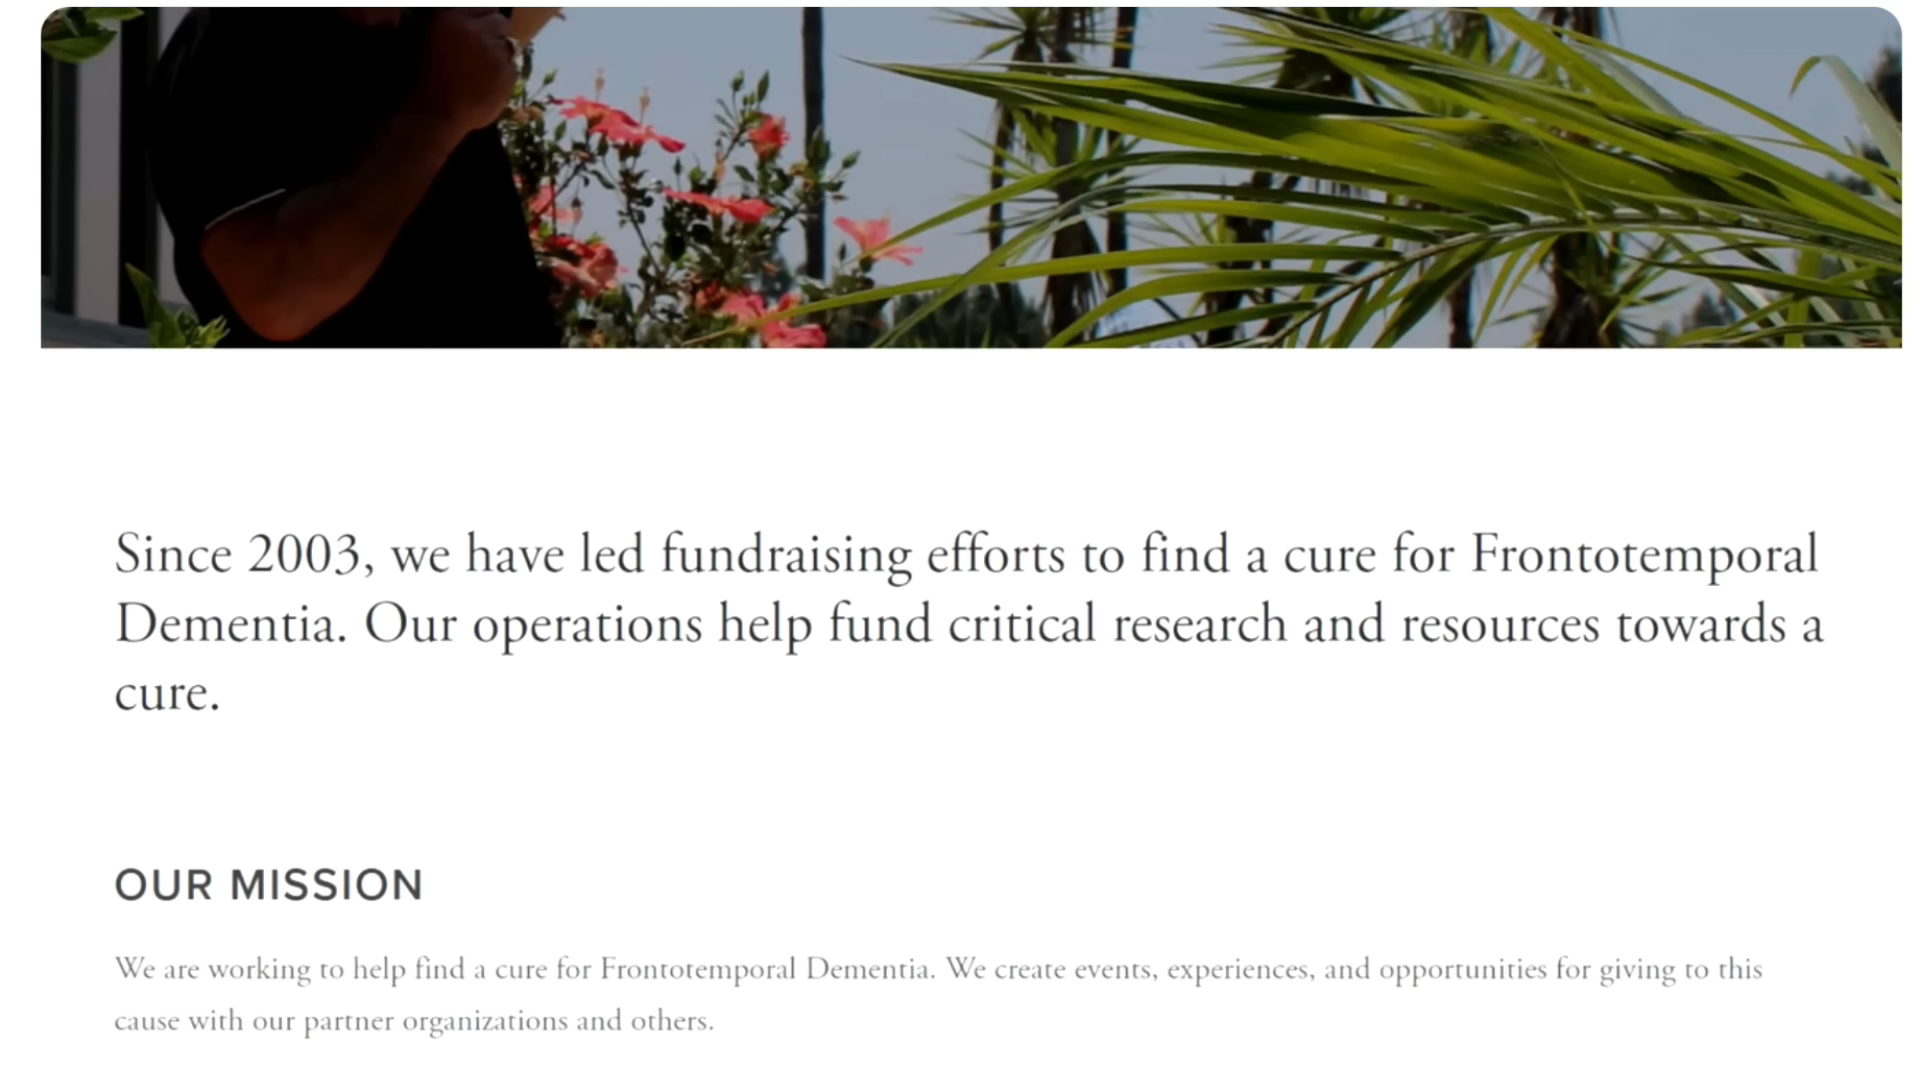 Since 2003, we have led fundraising efforts to find a cure for Frontotemporal
Dementia. Our operations help fund critical research and resources towards a
cure.
OUR MISSION
We are working to help find a cure for Frontotemporal Dementia. We create events, experiences, and opportunities for giving to this
cause with our partner organizations and others.